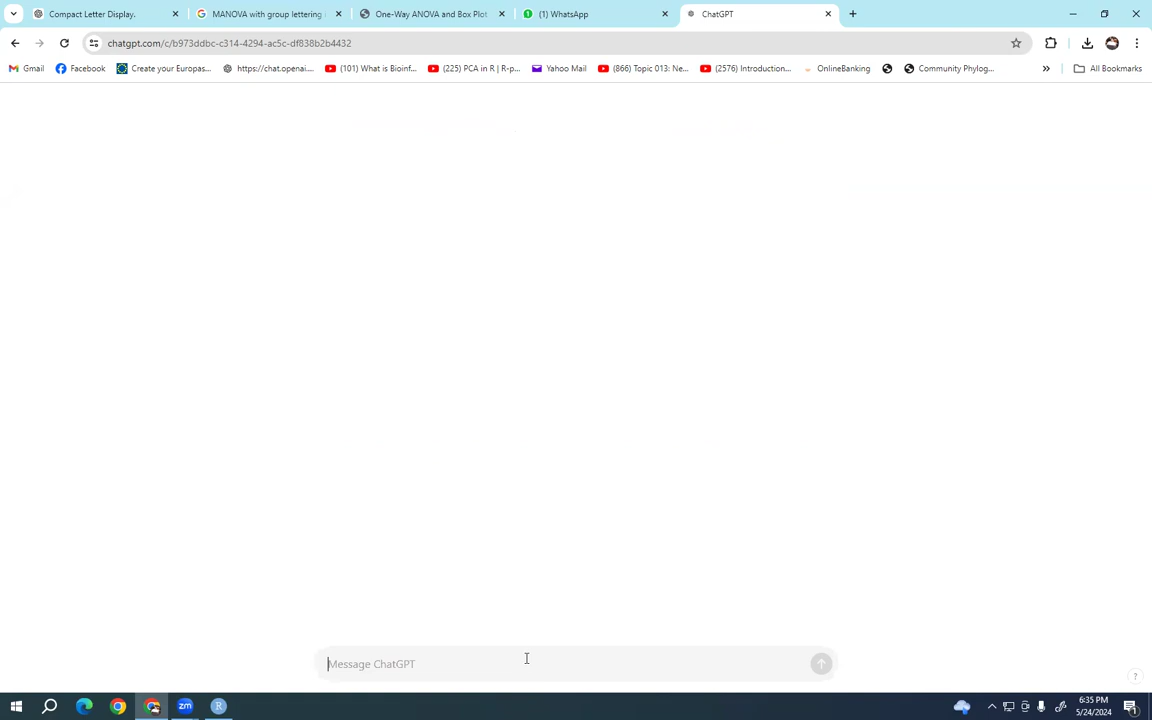 Compact Letter Display.
MANOVA with group lettering i
One-Way ANOVA and Box Plot
(1) WhatsApp
ChatGPT
chatgpt.com/c/b973ddbc-c314-4294-ac5c-df838b2b4432
Gmail
Facebook
Create your Europas...
https://chat.openai....
(101) What is Bioinf...
(225) PCA in R | R-p...
Yahoo Mail
(866) Topic 013: Ne...
(2576) Introduction...
OnlineBanking
Community Phylog...
»
All Bookmarks
Message ChatGPT
?
zm
R
6:35 PM
5/24/2024
1